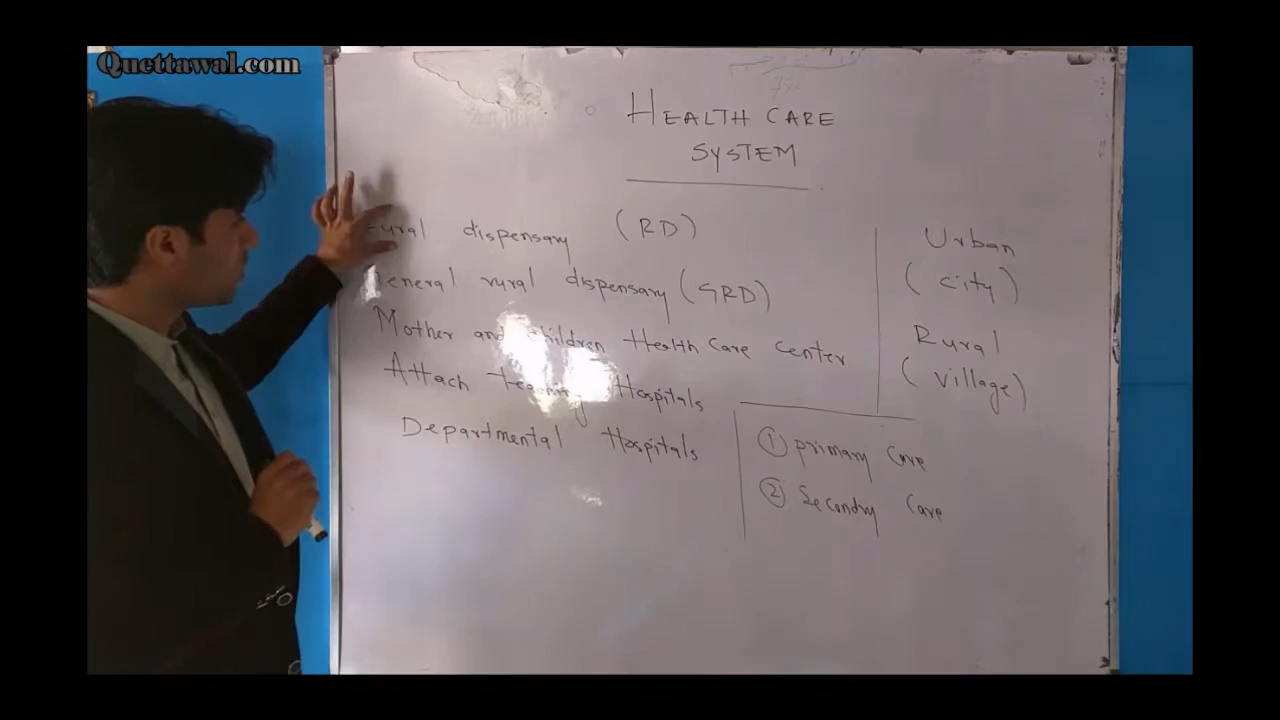 Quettawal.com
HEALTH CARE
SYSTEM
Rural dispensary (RD)
General rural dispensary (GRD)
Mother and children Health Care center
Attach Hospitals
Departmental Hospitals
Urban
(city)
Rural
(village)
① primary care
② Secondry Care